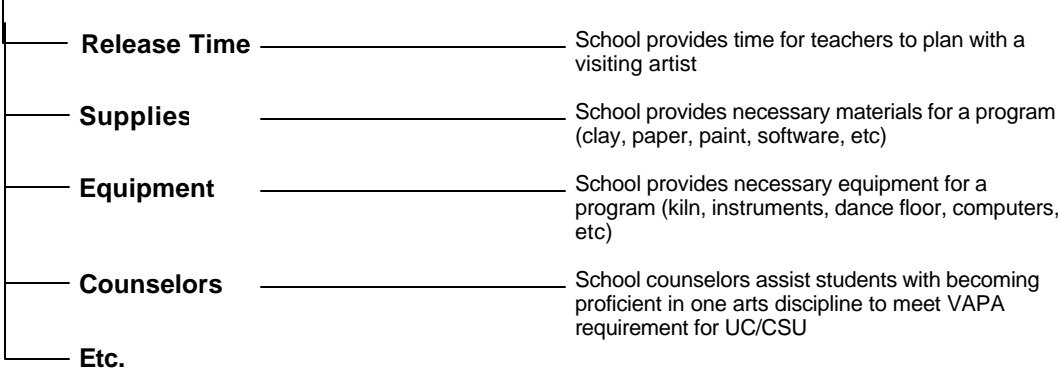 Release Time School provides time for teachers to plan with a
visiting artist
Supplies School provides necessary materials for a program
(clay, paper, paint, software, etc)
Equipment School provides necessary equipment for a
program (kiln, instruments, dance floor, computers,
etc)
Counselors School counselors assist students with becoming
proficient in one arts discipline to meet VAPA
requirement for UC/CSU
Etc.